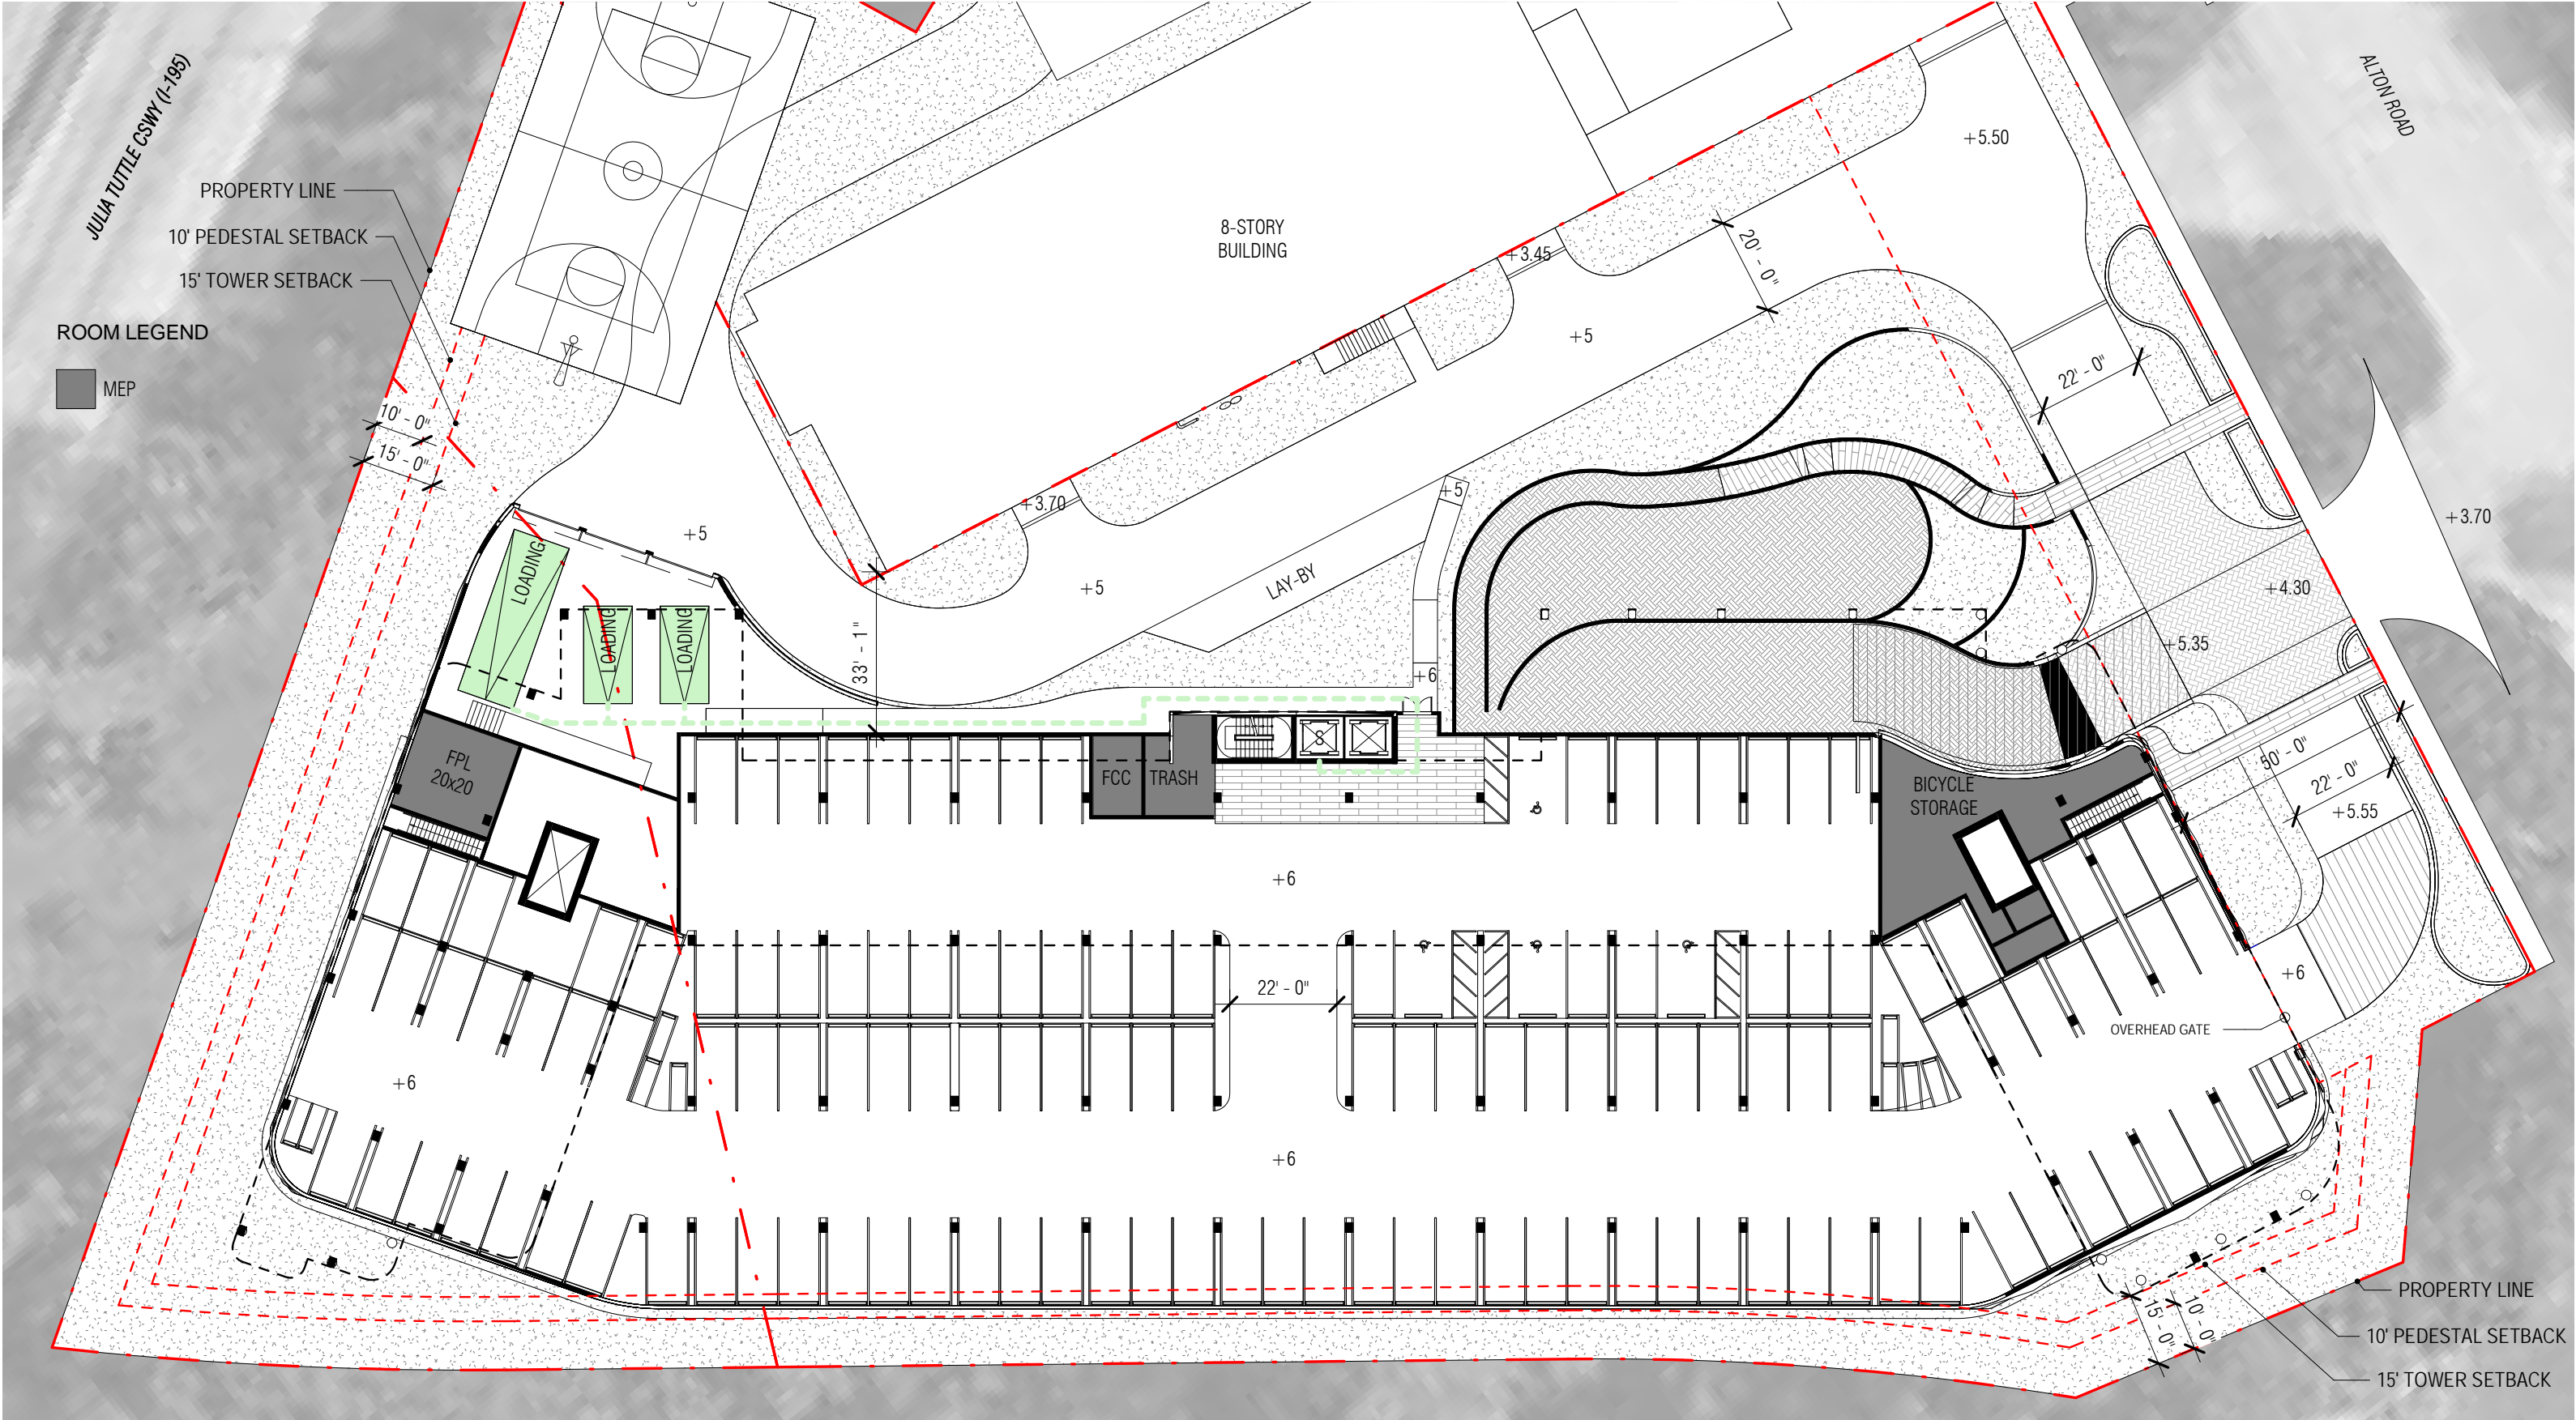 JULIA TUTTLE CSWY (I-195)
ALTON ROAD
PROPERTY LINE
10' PEDESTAL SETBACK
15' TOWER SETBACK
ROOM LEGEND
MEP
10' - 0"
15' - 0"
8-STORY
BUILDING
+5.50
20' - 0"
+3.45
+5
22' - 0"
+3.70
+5
+5
+5
LAY-BY
+3.70
+4.30
+5.35
+6
33' - 1"
LOADING
LOADING
LOADING
FPL
20x20
FCC
TRASH
S
BICYCLE
STORAGE
50' - 0"
22' - 0"
+5.55
+6
+6
22' - 0"
OVERHEAD GATE
+6
+6
15' - 0"
10' - 0"
PROPERTY LINE
10' PEDESTAL SETBACK
15' TOWER SETBACK